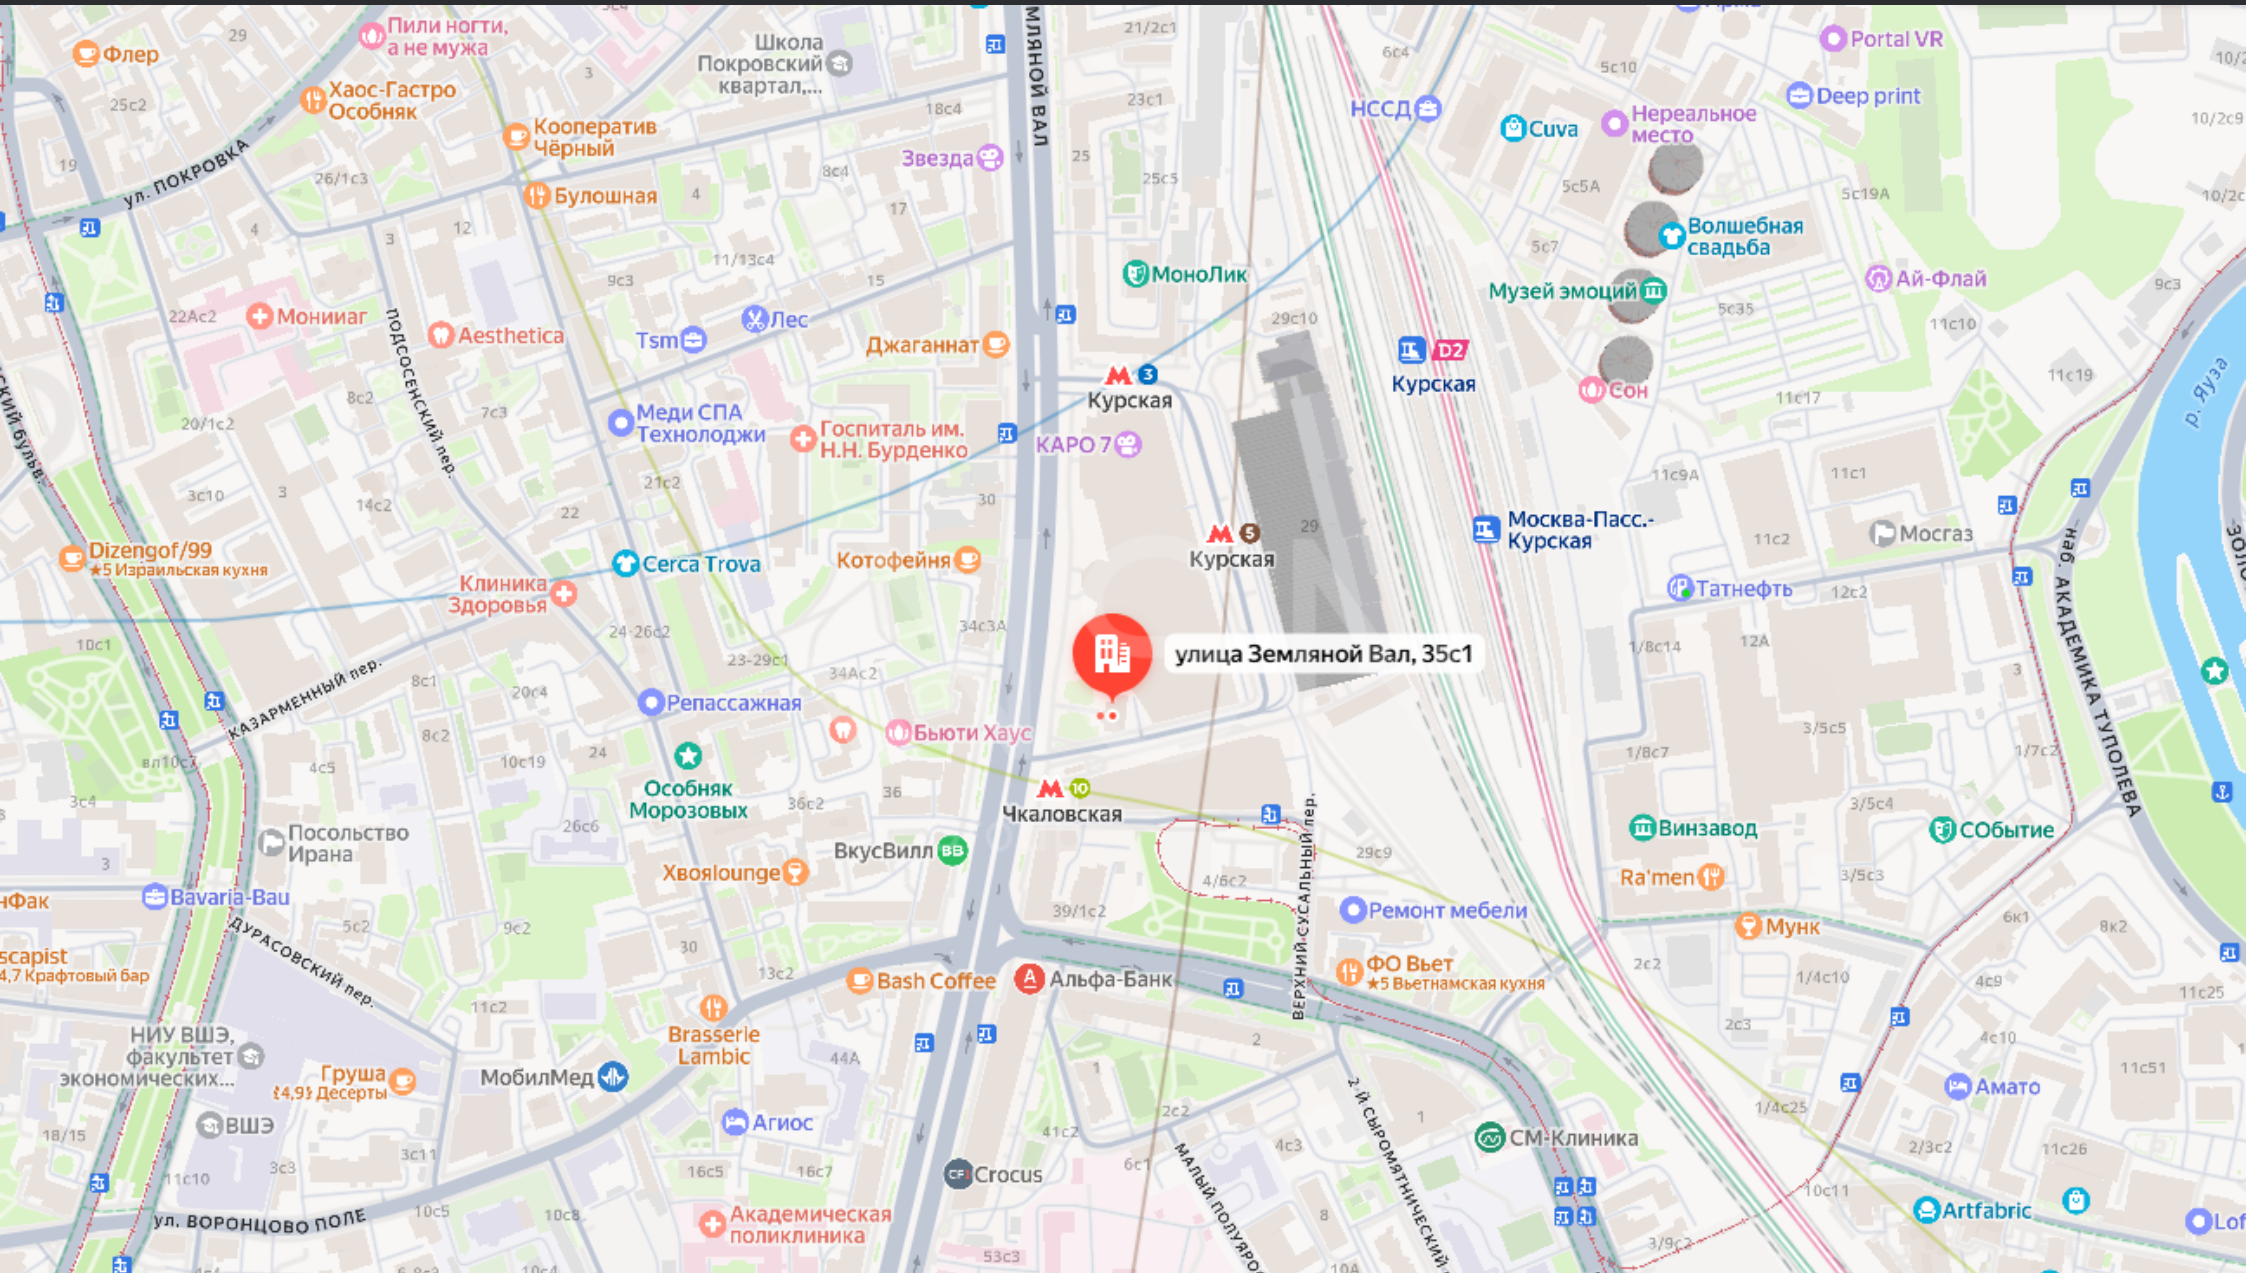 Флер
29
Пили ногти,
а не мужа
Школа
Покровский
квартал,...
21/2с1
6с4
5с10
Portal VR
25с2
Хаос-Гастро
Особняк
3
18с4
23с1
НССД
Cuva
Нереальное
место
Deep print
10/2с9
19
ул. ПОКРОВКА
Кооператив
Чёрный
Звезда
МЛЯНОЙ ВАЛ
25
25с5
26/1с3
8с4
Булошная
4
17
5с5А
5с19А
4
3
12
11/13с4
Волшебная
свадьба
5с7
9с3
15
МоноЛик
Музей эмоций
Ай-Флай
9с3
22Ас2
Мониаг
Aesthetica
Tsm
Лес
Джаганнат
29с10
5с35
11с10
ПОДСОСЕНСКИЙ пер.
3
Курская
D2
Курская
Сон
11с17
11с19
р. Яуза
8с2
7с3
20/1с2
Меди СПА
Технолоджи
Госпиталь им.
Н.Н. Бурденко
КАРО 7
21с2
30
3с10
3
14с2
22
5
Курская
29
Москва-Пасс.-
Курская
11с9А
11с1
11с2
Мосгаз
Dizengof/99
★5 Израильская кухня
Клиника
Здоровья
Cerca Trova
Котофейня
Татнефть
12с2
наб. АКАДЕМИКА ТУПОЛЕВА
10с1
24-26с2
34с3А
23-29с1
34Ас2
улица Земляной Вал, 35с1
1/8с14
12А
3
КАЗАРМЕННЫЙ пер.
8с1
20с4
Репассажная
Бьюти Хаус
вл10с7
8с2
4с5
10с19
24
1/8с7
3/5с5
1/7с2
3с4
Особняк
Морозовых
36с2
36
10
Чкаловская
26с6
3
Посольство
Ирана
ВкусВилл
ВВ
29с9
Винзавод
3/5с4
СОбытие
Хвояlounge
4/6с2
Ra'men
3/5с3
нФак
Bavaria-Bau
39/1с2
ВЕРХНИЙ СУСАЛЬНЫЙ пер.
Ремонт мебели
Мунк
6к1
8к2
ДУРАСОВСКИЙ пер.
5с2
9с2
30
scapist
4,7 Крафтовый бар
13с2
Bash Coffee
А
Альфа-Банк
ФО Вьет
★5 Вьетнамская кухня
2с2
1/4с10
4с9
11с25
11с2
Brasserie
Lambic
2с3
4с10
НИУ ВШЭ,
факультет
экономических...
Груша
44А
МобилМед
2
1
11с51
Амато
ВШЭ
Агиос
2с2
1
1/4с25
18/15
41с2
СМ-Клиника
4с3
2/3с2
11с26
3с3
3с11
11с10
16с5
16с7
CF
Crocus
6с1
МАЛЫЙ ПОЛУЯРО
2-й СЫРОМЯТНИЧЕСКИЙ
10с11
ул. ВОРОНЦОВО ПОЛЕ
10с5
10с8
Академическая
поликлиника
8
Artfabric
Lof
53с3
3/9с2
10А